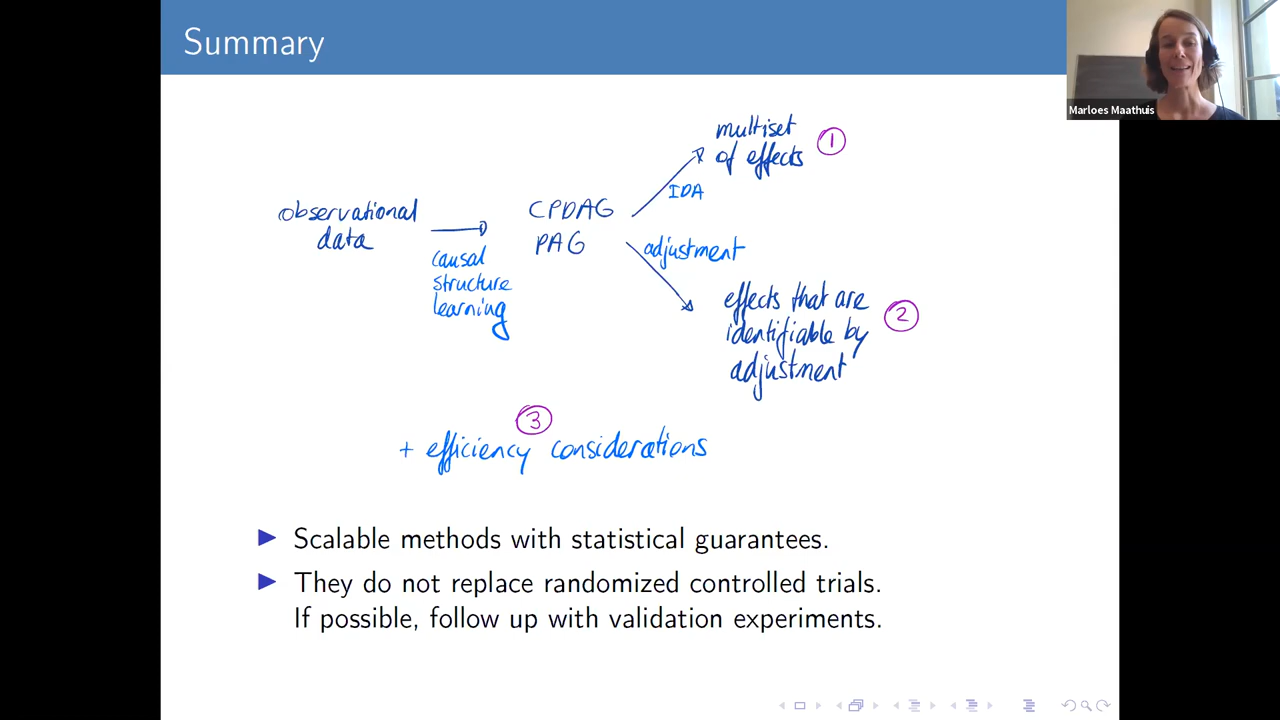 Summary
Marloes Maathuis
multiset
of effects ①
IDA
observational
data
CPDAG
PAG
causal
structure
learning
adjustment
effects that are
identifiable by
adjustment
②
③
+ efficiency considerations
Scalable methods with statistical guarantees.
They do not replace randomized controlled trials.
If possible, follow up with validation experiments.